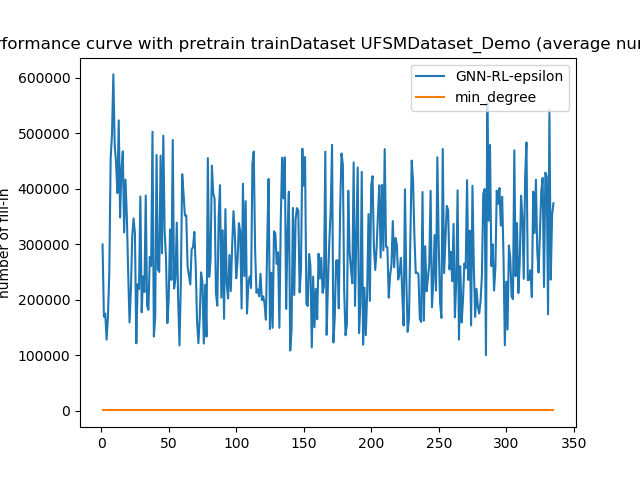 rformance curve with pretrain trainDataset UFSMDataset_Demo (average nu
GNN-RL-epsilon
min_degree
number of fill-in
600000
500000
400000
300000
200000
100000
0
0 50 100 150 200 250 300 350